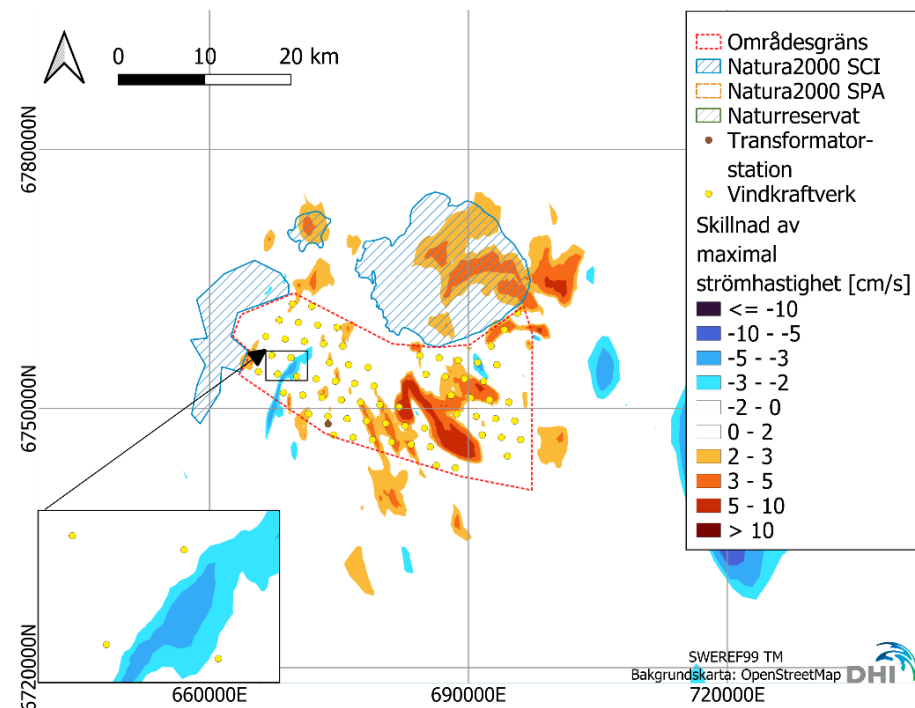 0 10 20 km
6780000N
6750000N
6720000N
660000E
690000E
720000E
Områdesgräns
Natura2000 SCI
Natura2000 SPA
Naturreservat
Transformator-
station
Vindkraftverk
Skillnad av
maximal
strömhastighet [cm/s]
<= -10
-10 - -5
-5 - -3
-3 - -2
-2 - 0
0 - 2
2 - 3
3 - 5
5 - 10
> 10
SWEREF99 TM
Bakgrundskarta: OpenStreetMap
DHI